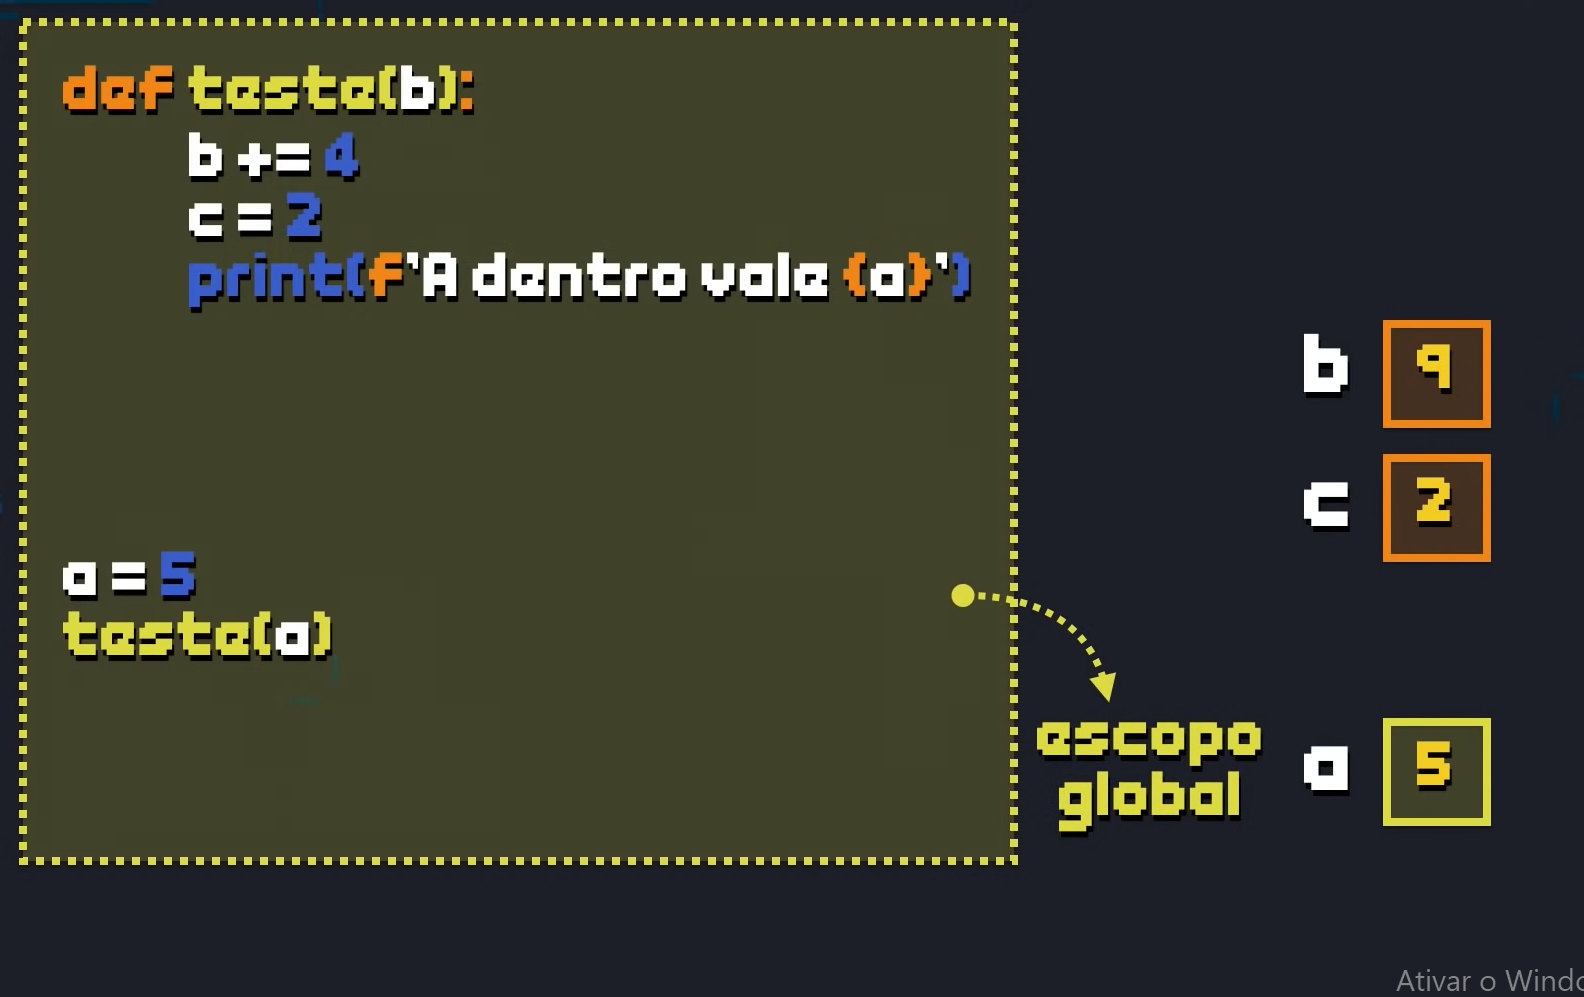 def teste(b):
b += 4
c = 2
print(f'A dentro vale {a}')
a = 5
teste(a)
b 9
c 2
escopo
global
a 5
Ativar o Windo